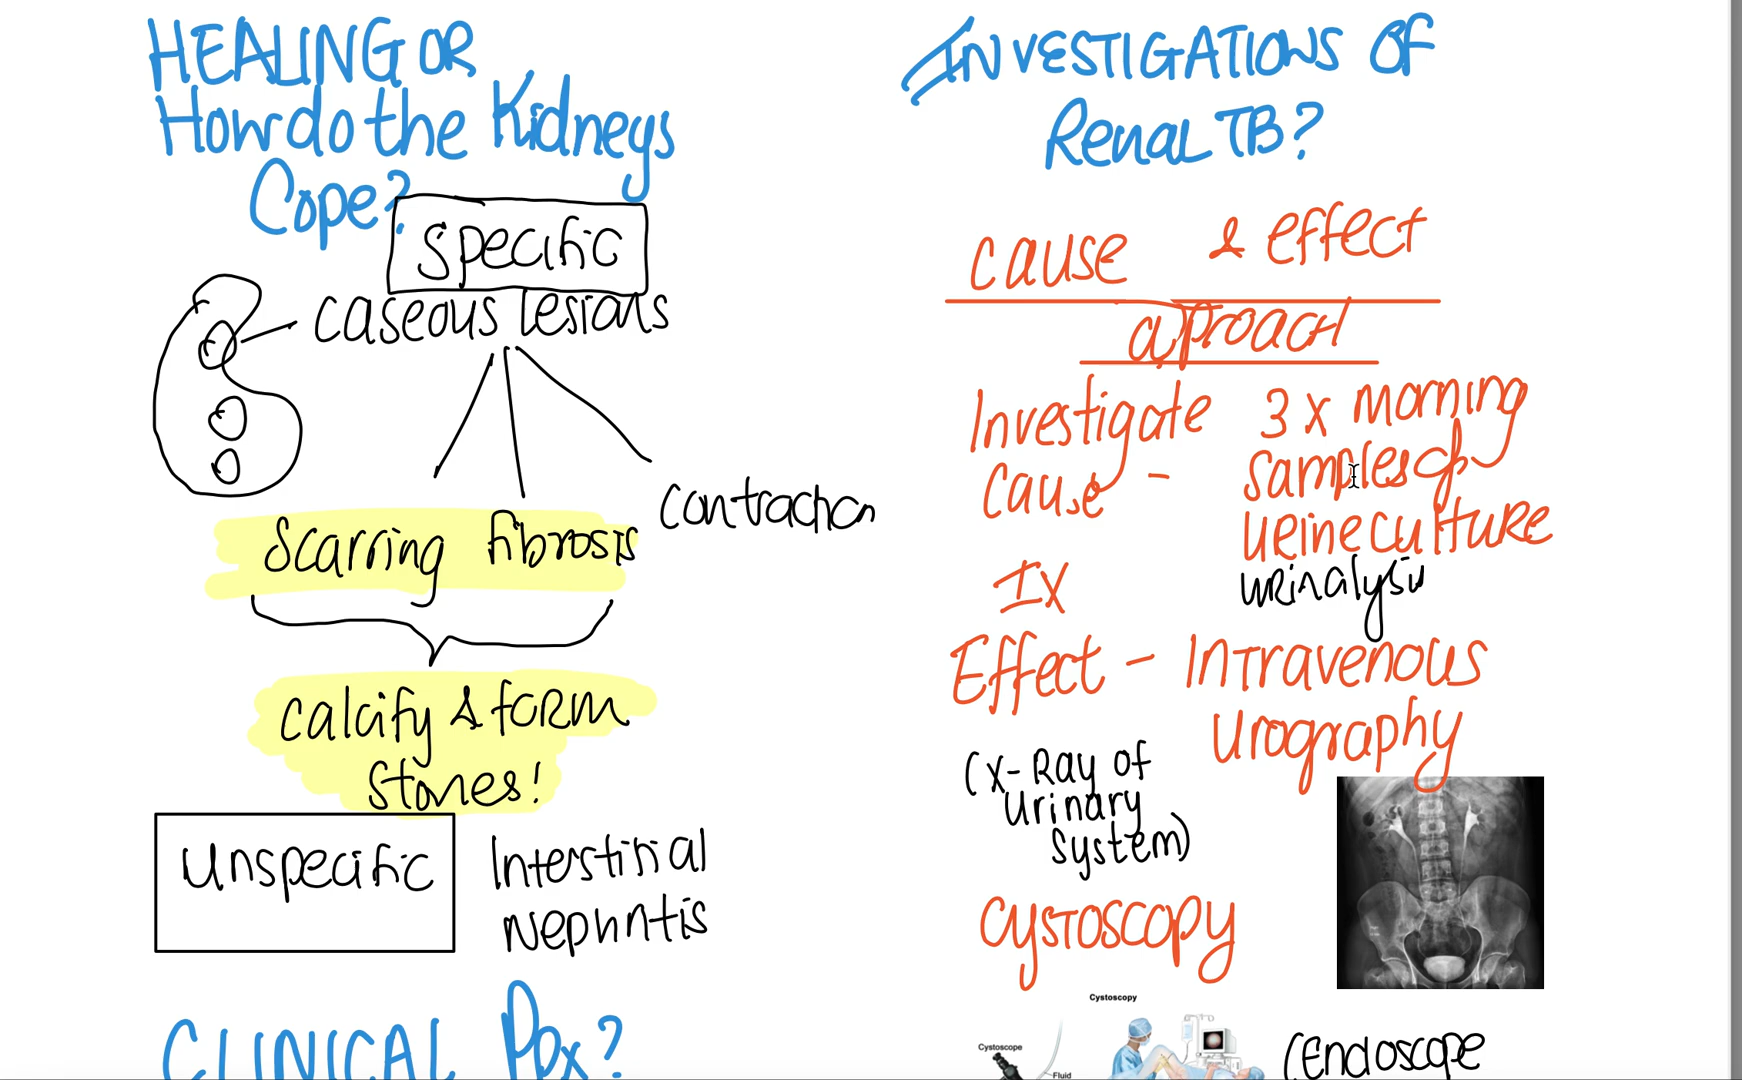 HEALING OR
How do the Kidneys
Cope?
Specific
caseous lesions
Scarring fibrosis
contraction
calcify & form
stones!
Unspecific
Interstitial
Nephritis
CLINICAL Ppx?
INVESTIGATIONS OF
Renal TB?
cause & effect
aproach
Investigate
cause -
3 x morning
samples of
urine culture
urinalysis
IX
Effect - Intravenous
Urography
(X-Ray of
Urinary
System)
Cystoscopy
Cystoscopy
Cystoscope
Fluid
(Endoscope